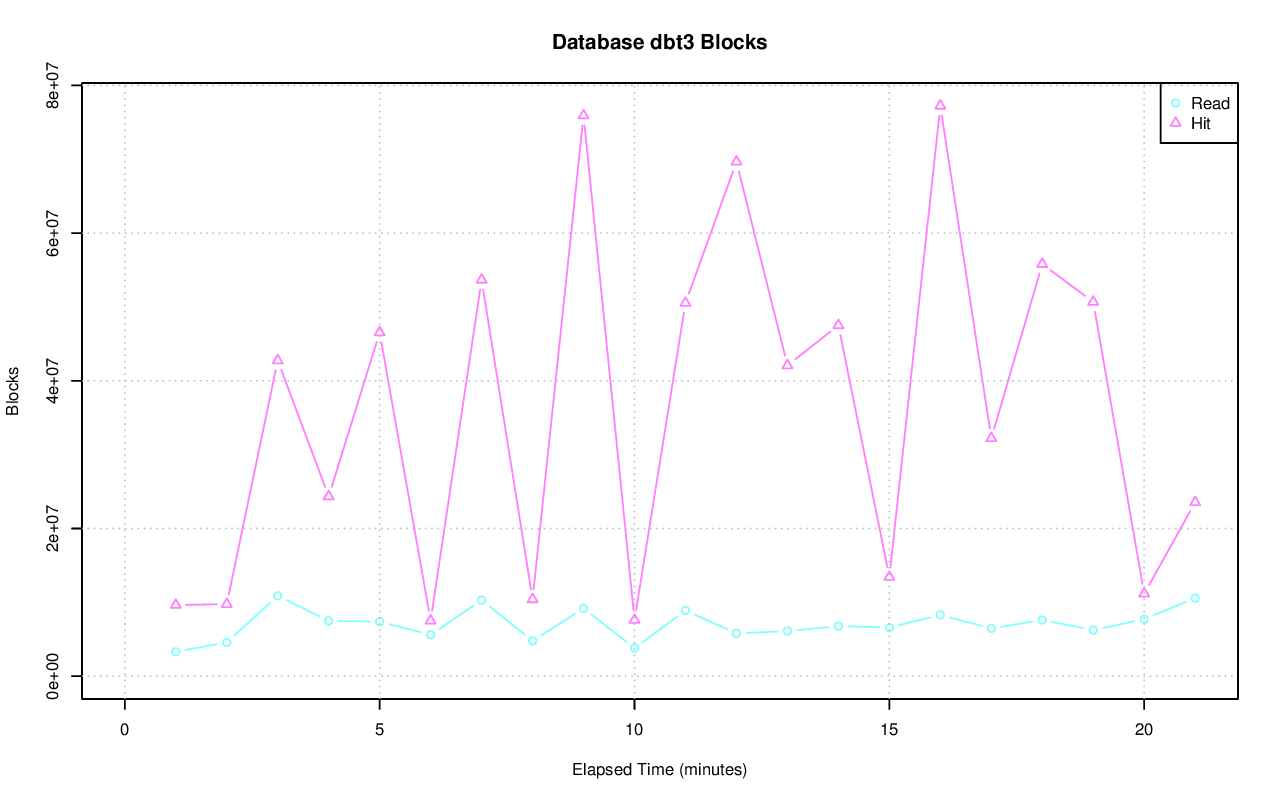 Database dbt3 Blocks
Read
Hit
8e+07
6e+07
4e+07
2e+07
0e+00
Blocks
0 5 10 15 20
Elapsed Time (minutes)